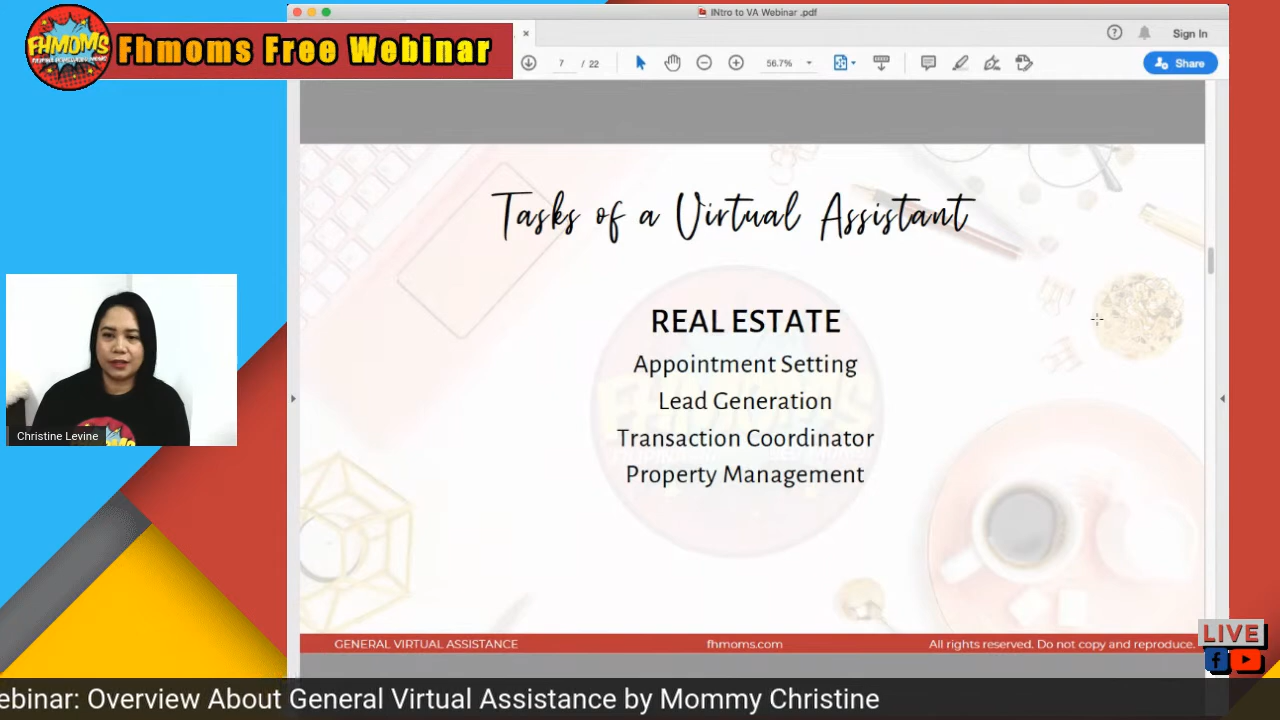 FHMOMS
Fhmoms Free Webinar
INtro to VA Webinar .pdf
Sign In
7 / 22
56.7%
Share
Tasks of a Virtual Assistant
REAL ESTATE
Appointment Setting
Lead Generation
Transaction Coordinator
Property Management
Christine Levine
GENERAL VIRTUAL ASSISTANCE
fhmoms.com
All rights reserved. Do not copy and reproduce.
LIVE
ebinar: Overview About General Virtual Assistance by Mommy Christine